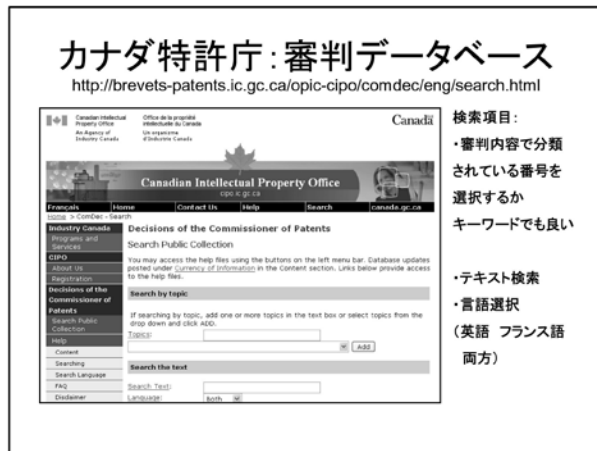 カナダ特許庁：審判データベース
http://brevets-patents.ic.gc.ca/opic-cipo/comdec/eng/search.html
Canadian Intellectual Property Office
An Agency of Industry Canada
Office de la propriété intellectuelle du Canada
Un organisme d'Industrie Canada
Canada
Canadian Intellectual Property Office
cipo.ic.gc.ca
Français Home Contact Us Help Search canada.gc.ca
Home > ComDec - Search
Industry Canada
Programs and Services
CIPO
About Us
Registration
Decisions of the Commissioner of Patents
Search Public Collection
Help
Content
Searching
Search Language
FAQ
Disclaimer
Decisions of the Commissioner of Patents
Search Public Collection
You may access the help files using the buttons on the left menu bar. Database updates
posted under Currency of Information in the Content section. Links below provide access
to the help files.
Search by topic
If searching by topic, add one or more topics in the text box or select topics from the
drop down and click ADD.
Topics:
Add
Search the text
Search Text:
Language: Both
検索項目：
・審判内容で分類
されている番号を
選択するか
キーワードでも良い
・テキスト検索
・言語選択
（英語 フランス語
両方）